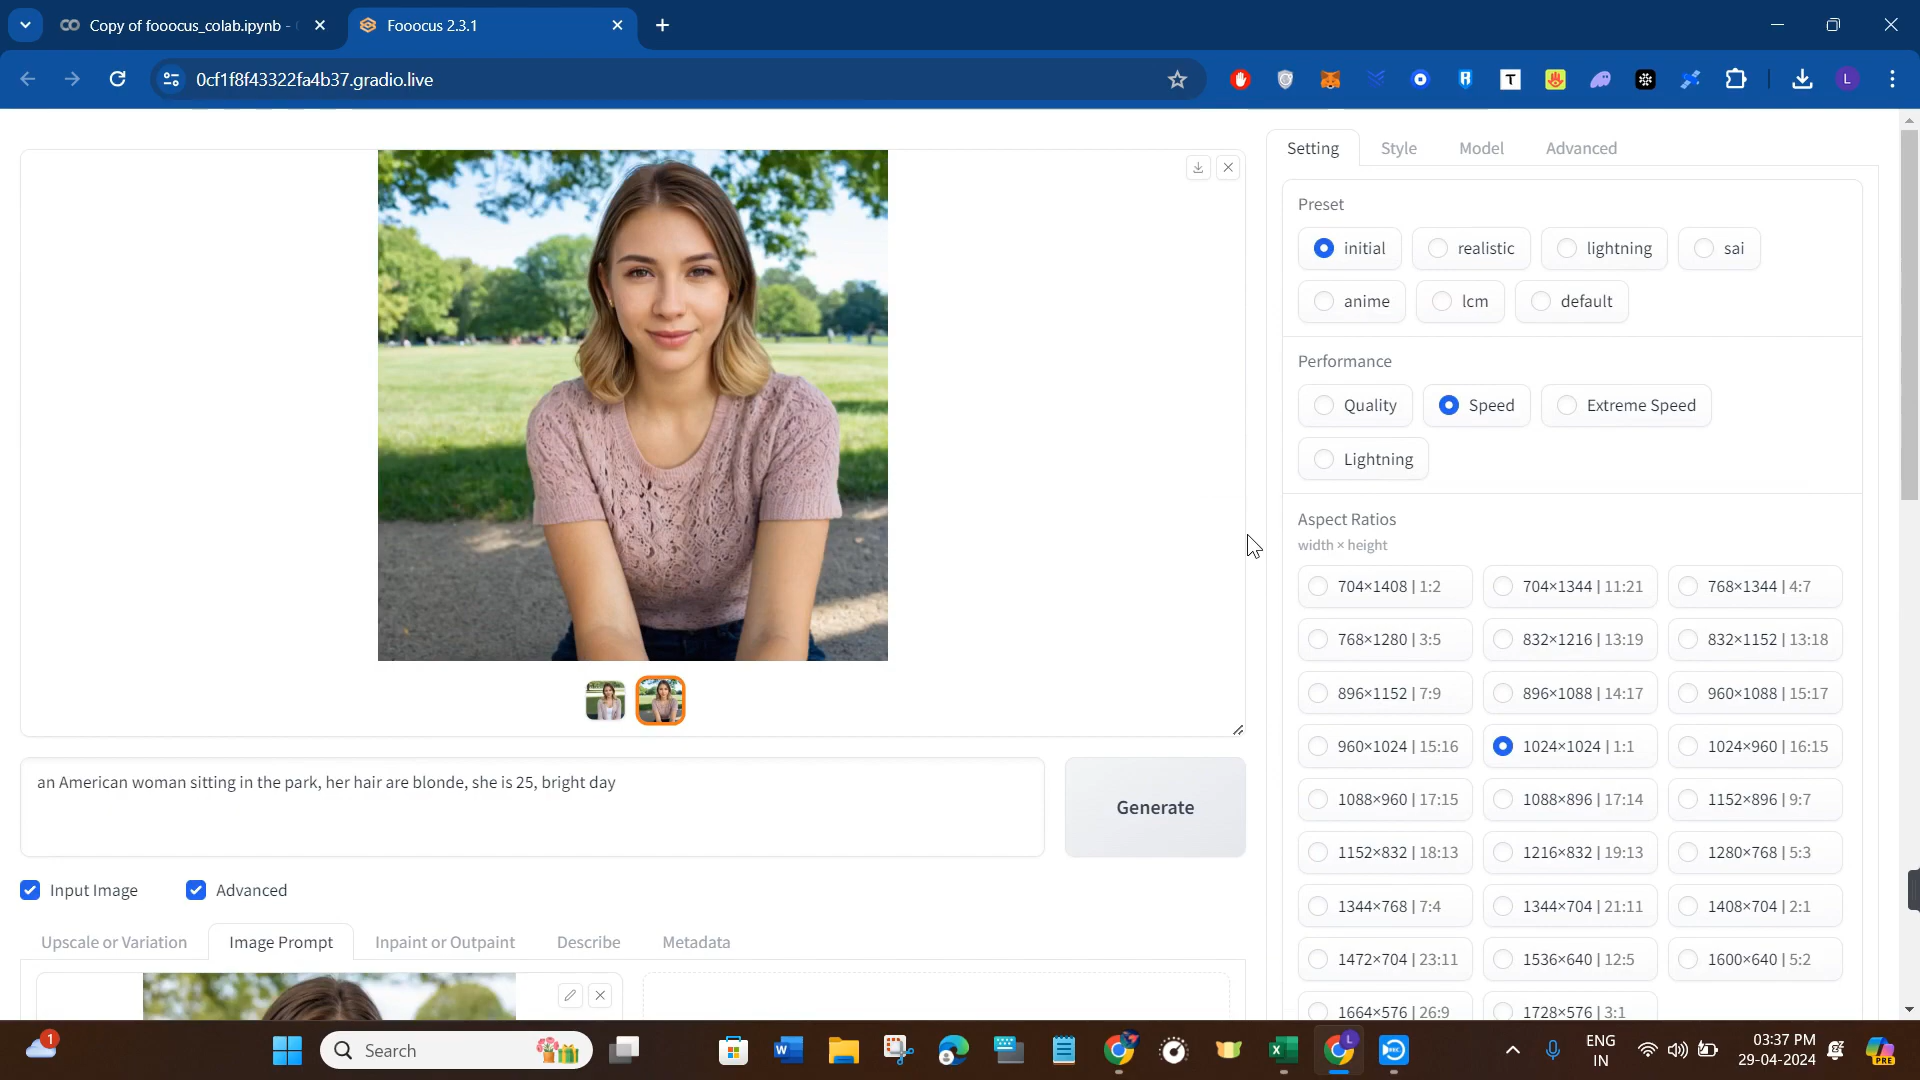 Copy of fooocus_colab.ipynb -
Fooocus 2.3.1
0cf1f8f43322fa4b37.gradio.live
Setting Style Model Advanced
Preset
initial realistic lightning sai
anime lcm default
Performance
Quality Speed Extreme Speed
Lightning
Aspect Ratios
width × height
704×1408 | 1:2 704×1344 | 11:21 768×1344 | 4:7
768×1280 | 3:5 832×1216 | 13:19 832×1152 | 13:18
896×1152 | 7:9 896×1088 | 14:17 960×1088 | 15:17
960×1024 | 15:16 1024×1024 | 1:1 1024×960 | 16:15
1088×960 | 17:15 1088×896 | 17:14 1152×896 | 9:7
1152×832 | 18:13 1216×832 | 19:13 1280×768 | 5:3
1344×768 | 7:4 1344×704 | 21:11 1408×704 | 2:1
1472×704 | 23:11 1536×640 | 12:5 1600×640 | 5:2
1664×576 | 26:9 1728×576 | 3:1
an American woman sitting in the park, her hair are blonde, she is 25, bright day
Generate
Input Image Advanced
Upscale or Variation Image Prompt Inpaint or Outpaint Describe Metadata
1
Search
ENG
IN
03:37 PM
29-04-2024